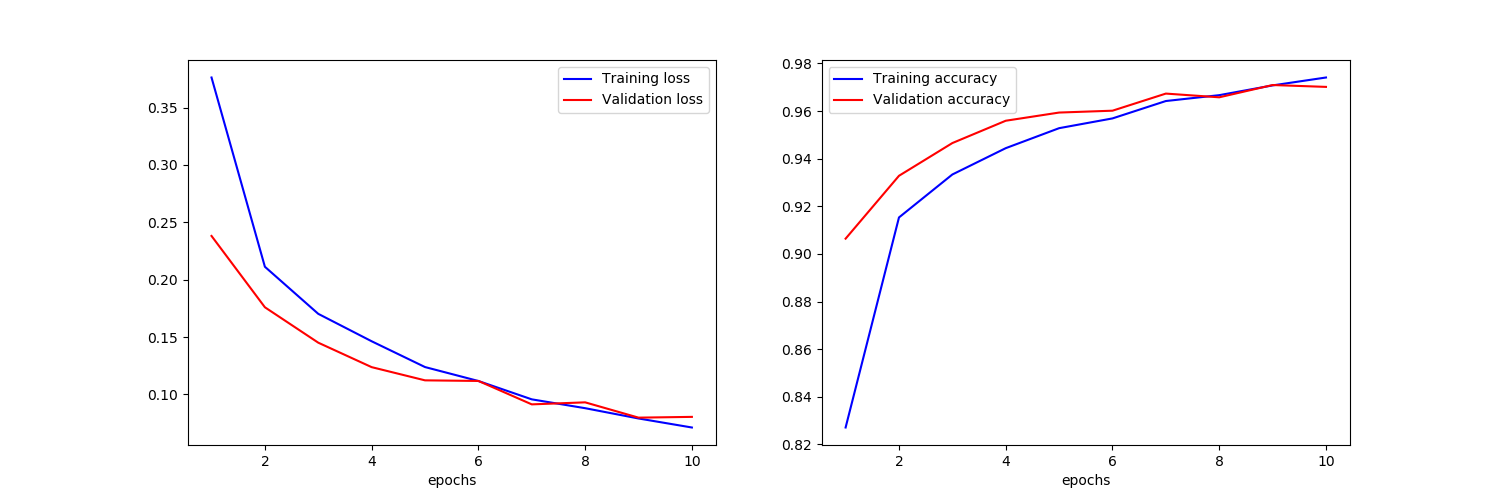 Training loss
Validation loss
0.35
0.30
0.25
0.20
0.15
0.10
2 4 6 8 10
epochs
Training accuracy
Validation accuracy
0.98
0.96
0.94
0.92
0.90
0.88
0.86
0.84
0.82
2 4 6 8 10
epochs